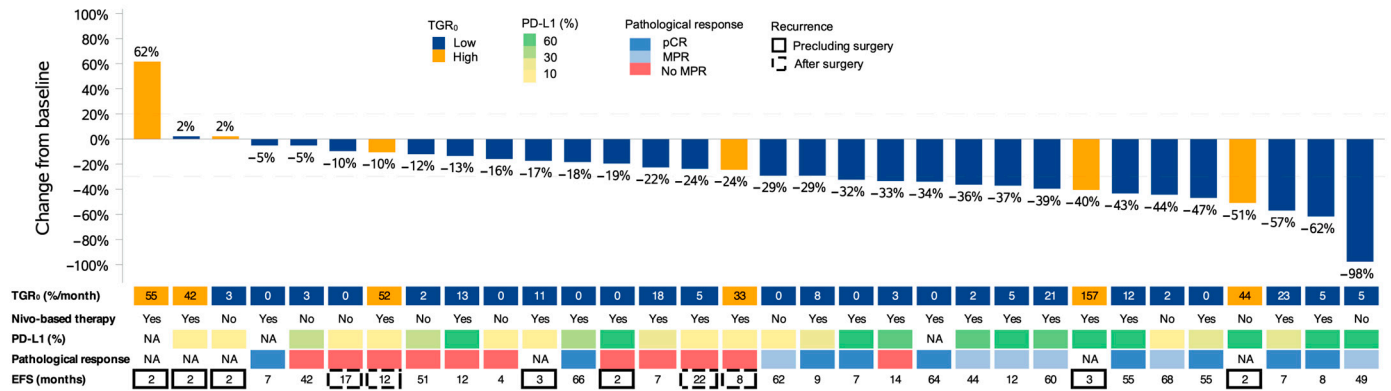 100%
80%
60%
40%
20%
0%
−20%
−40%
−60%
−80%
−100%
Change from baseline
TGR₀
Low
High
PD-L1 (%)
60
30
10
Pathological response
pCR
MPR
No MPR
Recurrence
Precluding surgery
After surgery
62% 2% 2% −5% −5% −10% −10% −12% −13% −16% −17% −18% −19% −22% −24% −24% −29% −29% −32% −33% −34% −36% −37% −39% −40% −43% −44% −47% −51% −57% −62% −98%
TGR₀ (%/month) 55 42 3 0 3 0 52 2 13 0 11 0 0 18 5 33 0 8 0 3 0 2 5 21 157 12 2 0 44 23 5 5
Nivo-based therapy Yes Yes No Yes No No Yes No Yes No Yes Yes Yes Yes Yes Yes No Yes Yes Yes Yes Yes Yes Yes Yes Yes No Yes No Yes Yes No
PD-L1 (%) NA NA NA
Pathological response NA NA NA NA NA NA
EFS (months) 2 2 2 7 42 17 12 51 12 4 3 66 2 7 22 8 62 9 7 14 64 44 12 60 3 55 68 55 2 7 8 49